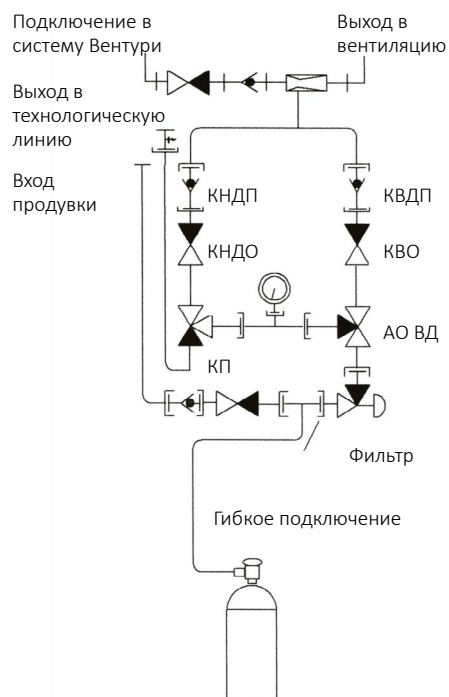 Подключение в
систему Вентури
Выход в
вентиляцию
Выход в
технологическую
линию
Вход
продувки
КНДП
КВДП
КНДО
КВО
АО ВД
КП
Фильтр
Гибкое подключение